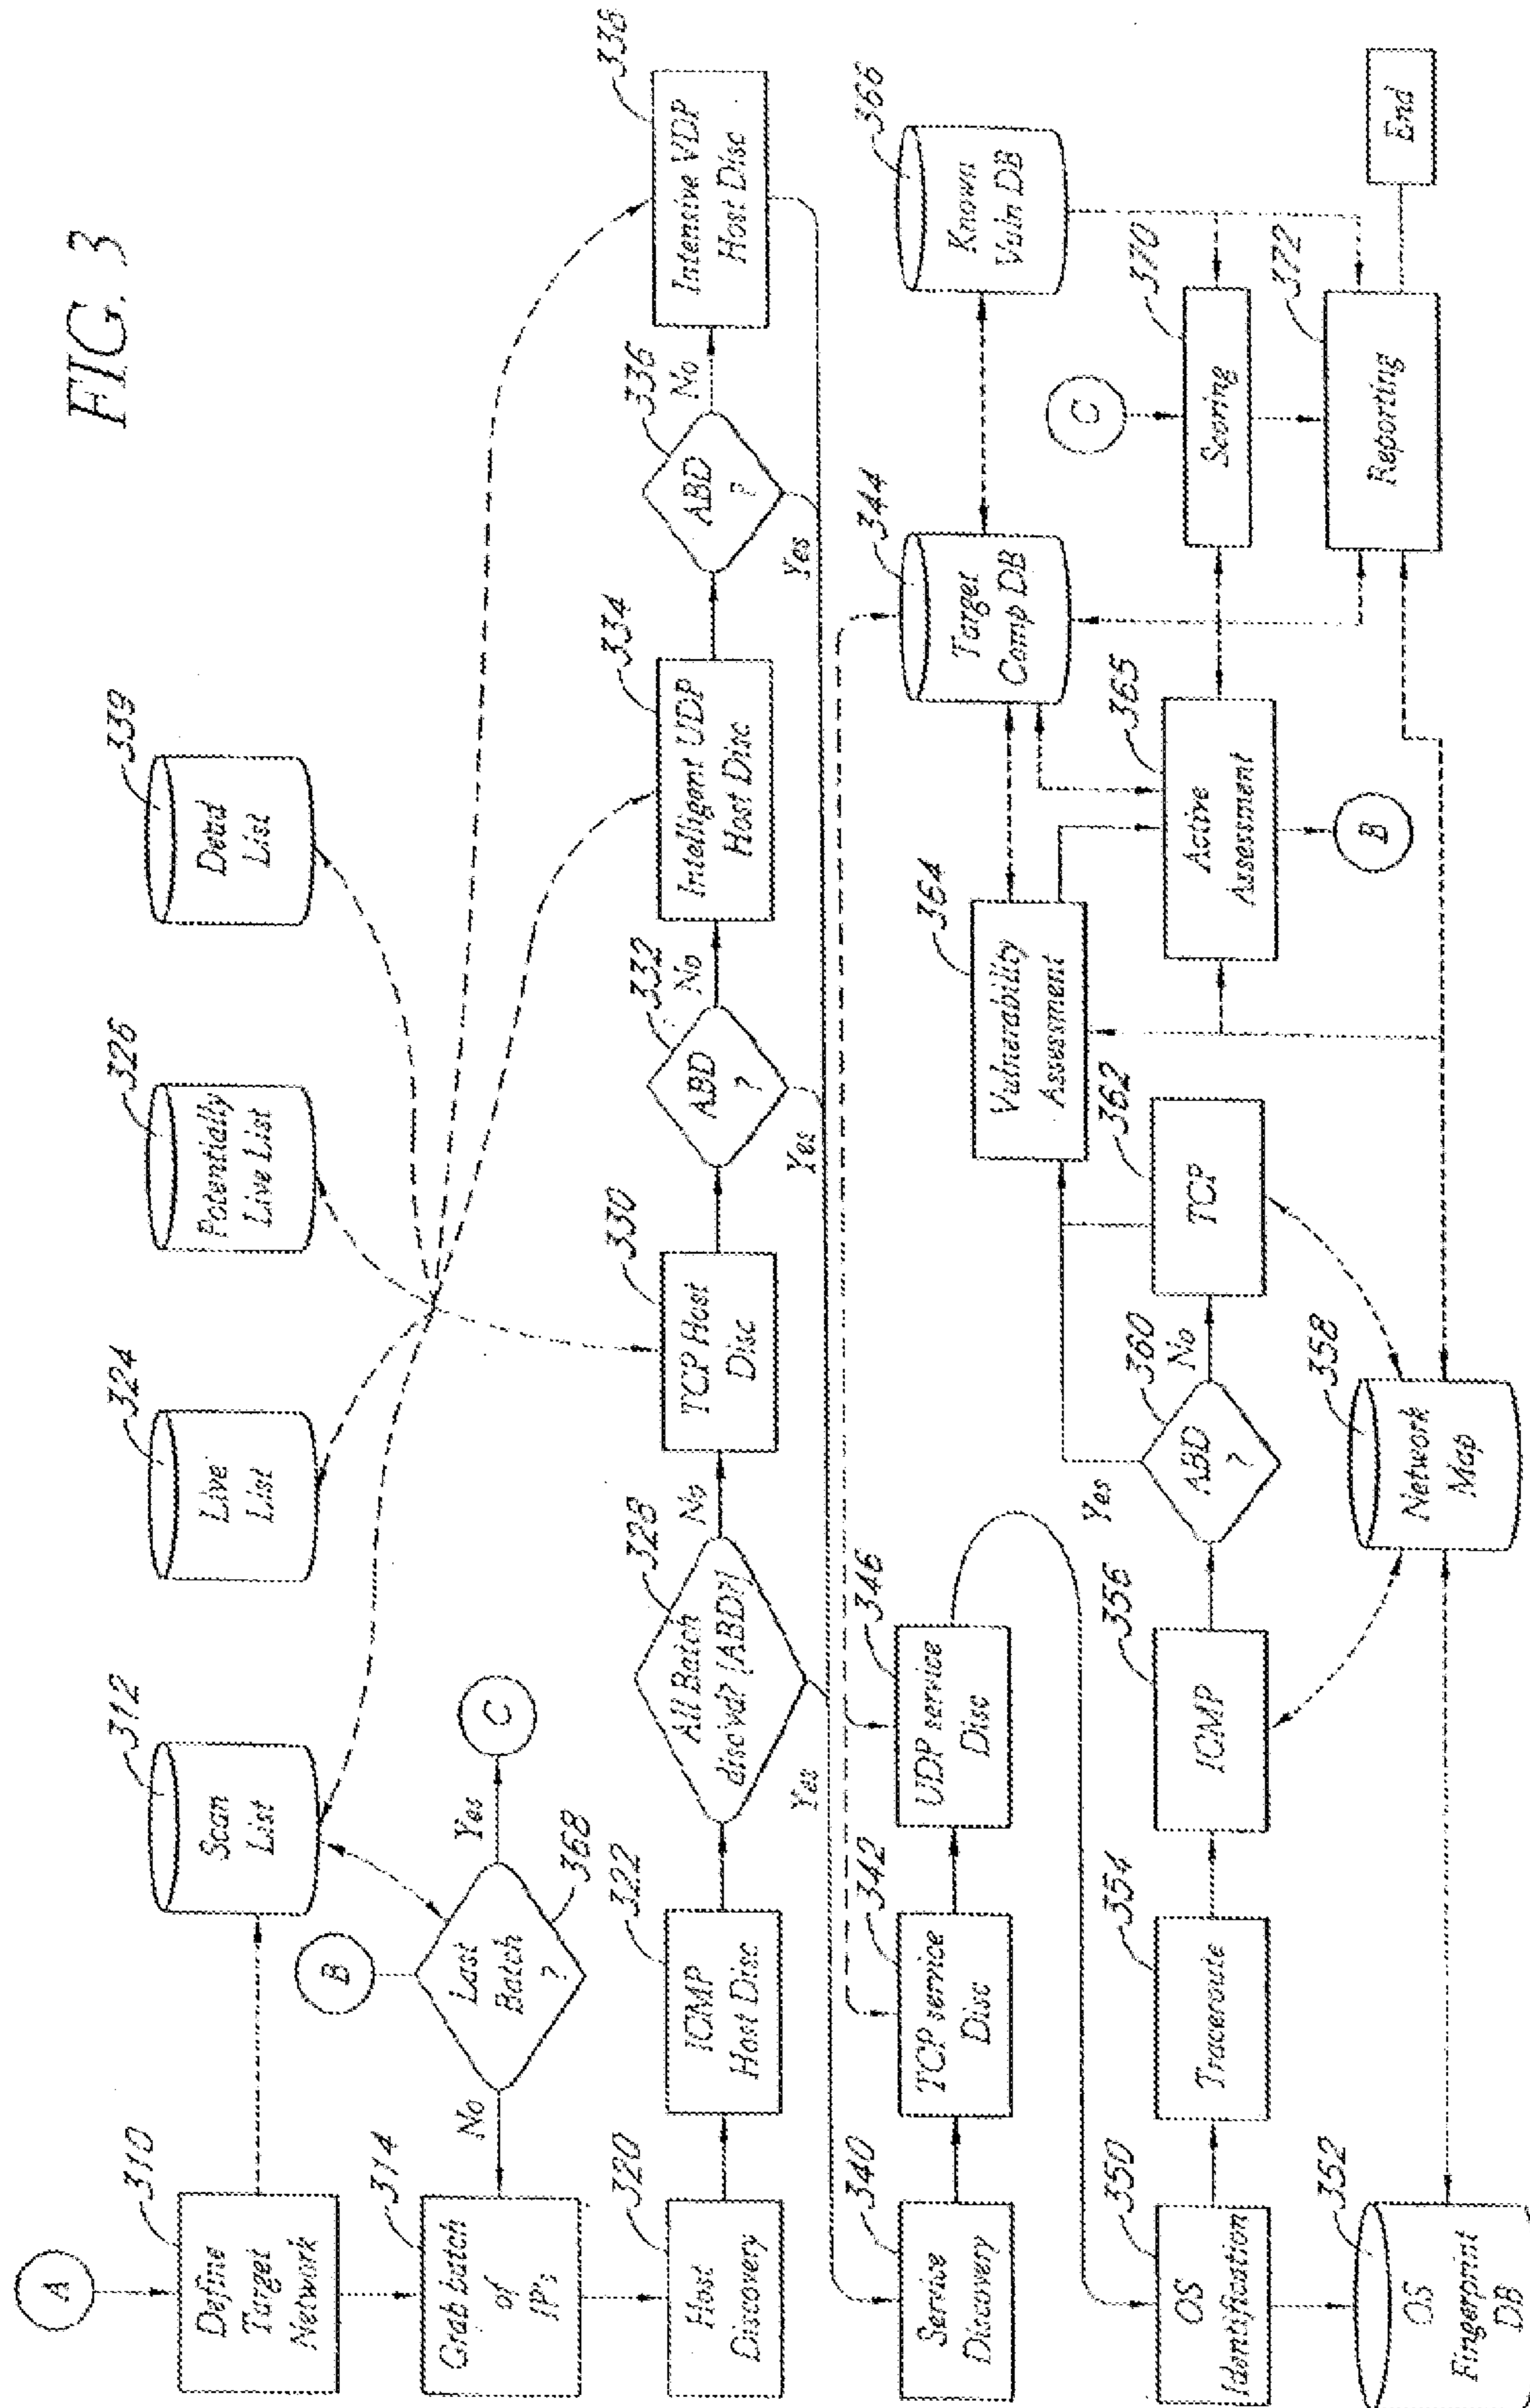 FIG. 3
A
310
Define
Target
Network
312
Scan
List
324
Live
List
326
Potentially
Live List
339
Dead
List
314
Grab batch
of
IP's
No
B
Last
Batch
?
368
Yes
C
320
Host
Discovery
322
ICMP
Host Disc
328
All Batch
disc'vd? [ABD?]
No
Yes
330
TCP Host
Disc
332
ABD
?
No
Yes
334
Intelligent UDP
Host Disc
336
ABD
?
No
Yes
338
Intensive VDP
Host Disc
340
Service
Discovery
342
TCP service
Disc
346
UDP service
Disc
344
Target
Comp DB
366
Known
Vuln DB
350
OS
Identification
354
Traceroute
356
ICMP
360
ABD
?
Yes
No
362
TCP
364
Vulnerability
Assessment
365
Active
Assessment
B
C
370
Scoring
372
Reporting
End
352
OS
Fingerprint
DB
358
Network
Map